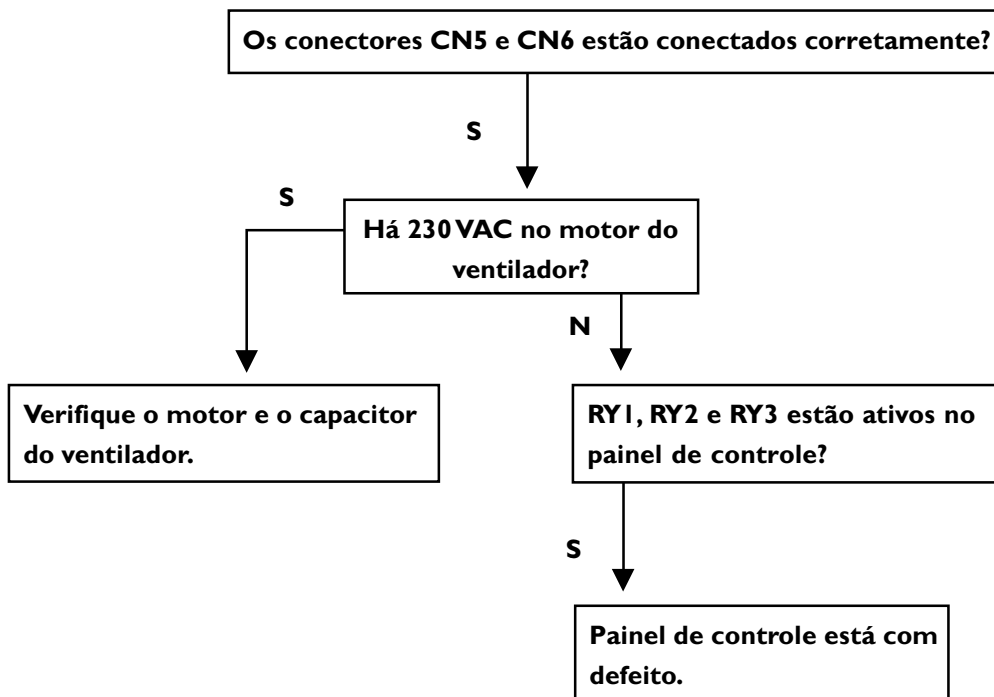 Os conectores CN5 e CN6 estão conectados corretamente?
S
S
Há 230 VAC no motor do
ventilador?
N
Verifique o motor e o capacitor
do ventilador.
RY1, RY2 e RY3 estão ativos no
painel de controle?
S
Painel de controle está com
defeito.